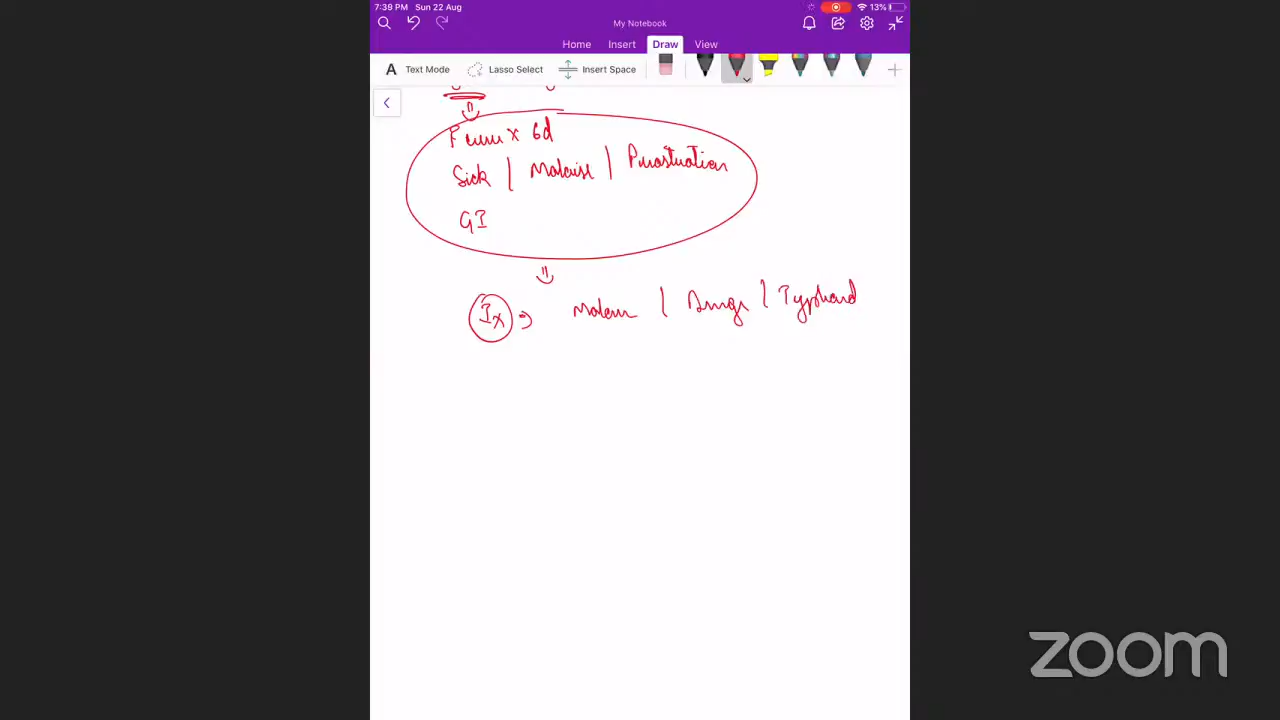 7:39 PM Sun 22 Aug 13%
My Notebook
Home Insert Draw View
A Text Mode Lasso Select Insert Space
Fever x 6d
Sick | Malaise | Prostration
GI
Ix → Malaria | Dengue | Typhoid
zoom